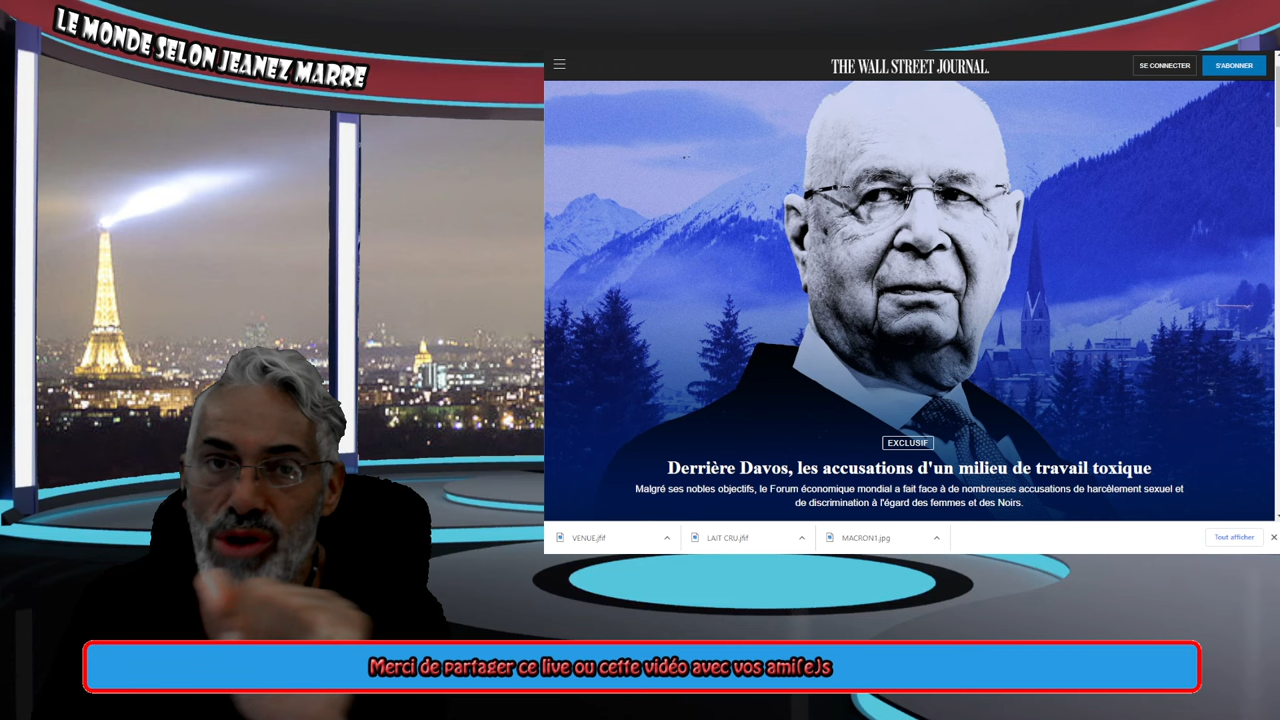 LE MONDE SELON JEANEZ MARRE
THE WALL STREET JOURNAL.
SE CONNECTER
S'ABONNER
EXCLUSIF
Derrière Davos, les accusations d'un milieu de travail toxique
Malgré ses nobles objectifs, le Forum économique mondial a fait face à de nombreuses accusations de harcèlement sexuel et
de discrimination à l'égard des femmes et des Noirs.
VENUE.jfif
LAIT CRU.jfif
MACRON1.jpg
Tout afficher
Merci de partager ce live ou cette vidéo avec vos ami(e)s